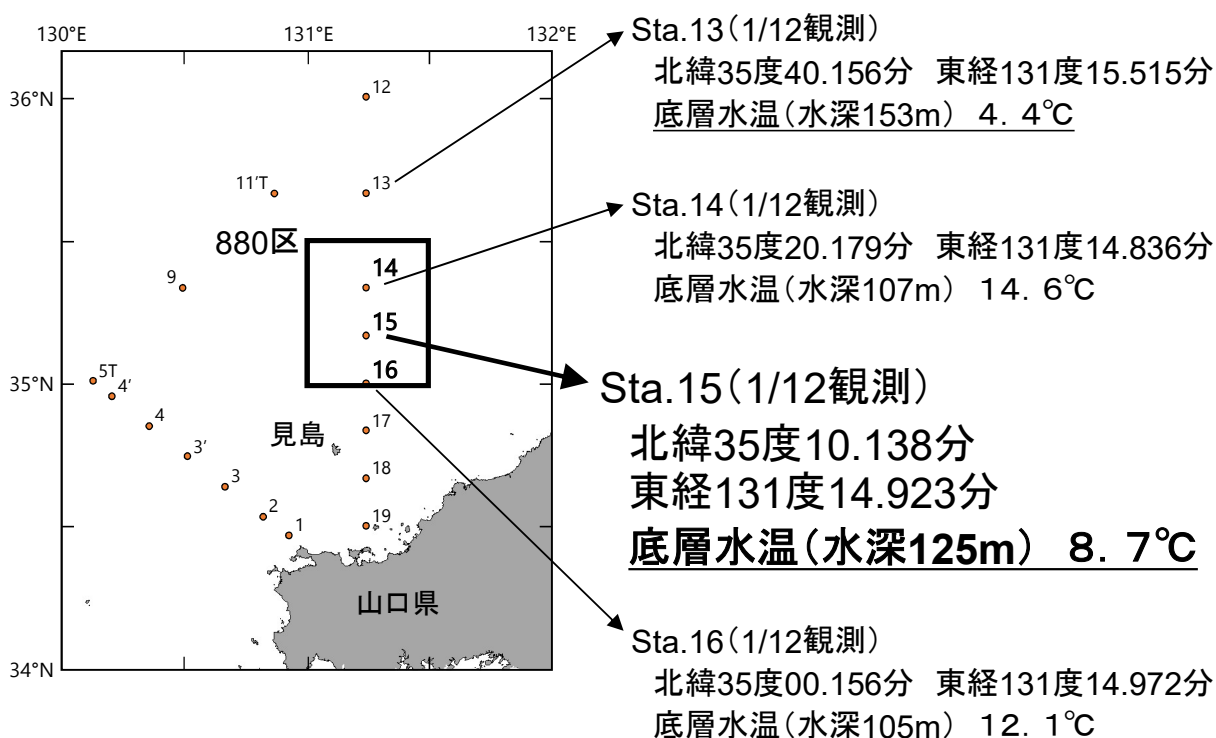 130°E
131°E
132°E
36°N
35°N
34°N
12
13
11’T
880区
14
9
15
16
5T
4’
4
3’
3
2
1
17
18
19
見島
山口県
Sta.13(1/12観測)
北緯35度40.156分 東経131度15.515分
底層水温(水深153m) 4.4℃
Sta.14(1/12観測)
北緯35度20.179分 東経131度14.836分
底層水温(水深107m) 14.6℃
Sta.15(1/12観測)
北緯35度10.138分
東経131度14.923分
底層水温(水深125m) 8.7℃
Sta.16(1/12観測)
北緯35度00.156分 東経131度14.972分
底層水温(水深105m) 12.1℃